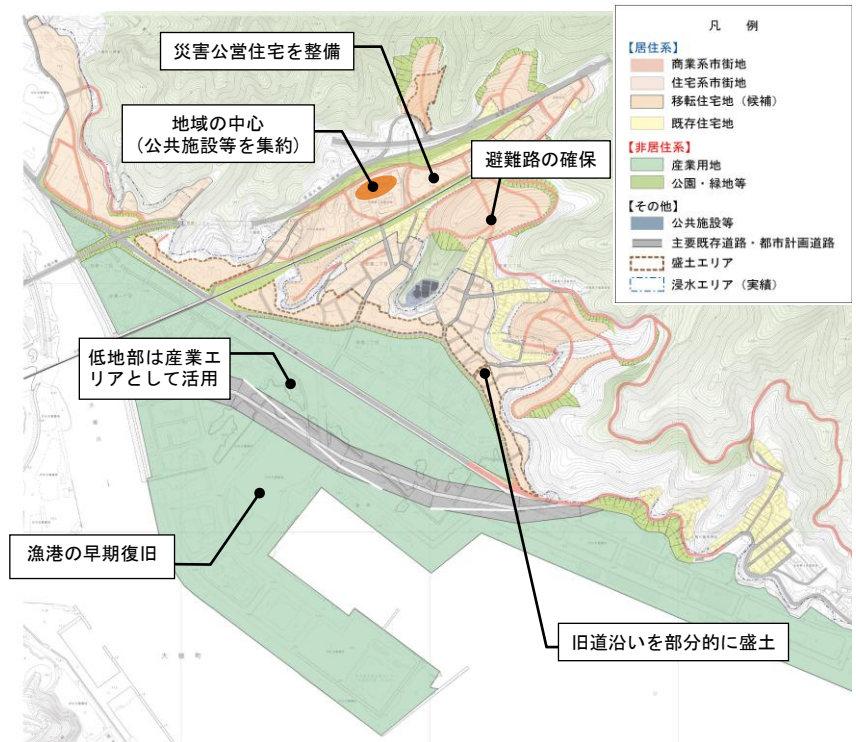 災害公営住宅を整備
地域の中心
(公共施設等を集約)
避難路の確保
低地部は産業エ
リアとして活用
漁港の早期復旧
旧道沿いを部分的に盛土
大槌町
凡 例
【居住系】
商業系市街地
住宅系市街地
移転住宅地（候補）
既存住宅地
【非居住系】
産業用地
公園・緑地等
【その他】
公共施設等
主要既存道路・都市計画道路
盛土エリア
浸水エリア（実績）